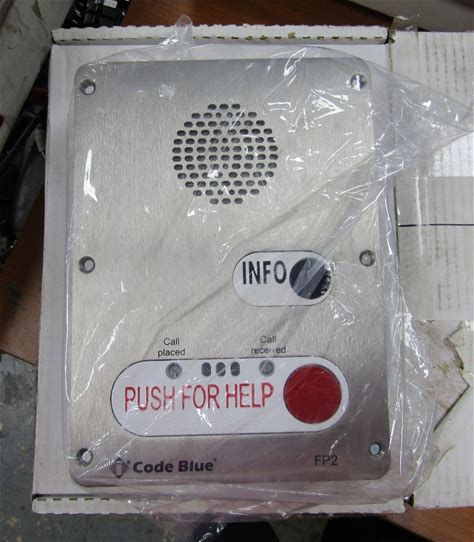 INFO
Call placed
Call received
PUSH FOR HELP
Code Blue®
FP2